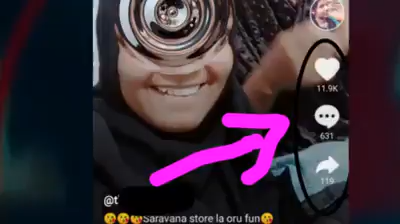 11.9K
631
119
@t
😘😘😘Saravana store la oru fun😘